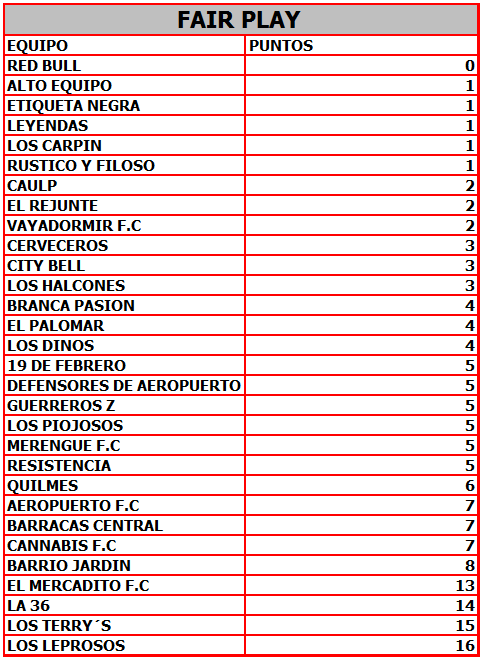 FAIR PLAY
EQUIPO PUNTOS
RED BULL 0
ALTO EQUIPO 1
ETIQUETA NEGRA 1
LEYENDAS 1
LOS CARPIN 1
RUSTICO Y FILOSO 1
CAULP 2
EL REJUNTE 2
VAYADORMIR F.C 2
CERVECEROS 3
CITY BELL 3
LOS HALCONES 3
BRANCA PASION 4
EL PALOMAR 4
LOS DINOS 4
19 DE FEBRERO 5
DEFENSORES DE AEROPUERTO 5
GUERREROS Z 5
LOS PIOJOSOS 5
MERENGUE F.C 5
RESISTENCIA 5
QUILMES 6
AEROPUERTO F.C 7
BARRACAS CENTRAL 7
CANNABIS F.C 7
BARRIO JARDIN 8
EL MERCADITO F.C 13
LA 36 14
LOS TERRY´S 15
LOS LEPROSOS 16